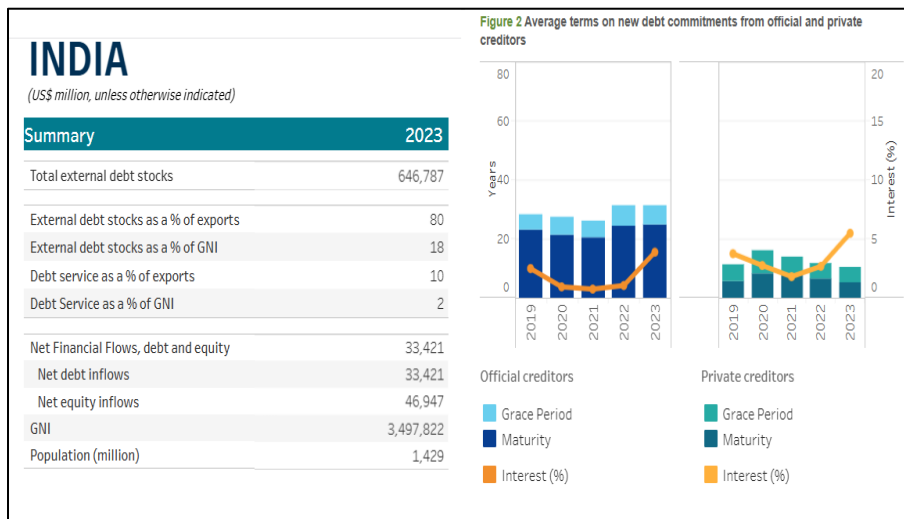 INDIA
(US$ million, unless otherwise indicated)
Summary 2023
Total external debt stocks 646,787
External debt stocks as a % of exports 80
External debt stocks as a % of GNI 18
Debt service as a % of exports 10
Debt Service as a % of GNI 2
Net Financial Flows, debt and equity 33,421
Net debt inflows 33,421
Net equity inflows 46,947
GNI 3,497,822
Population (million) 1,429
Figure 2 Average terms on new debt commitments from official and private
creditors
80
60
40
20
0
Years
20
15
10
5
0
Interest (%)
2019 2020 2021 2022 2023
2019 2020 2021 2022 2023
Official creditors
Grace Period
Maturity
Interest (%)
Private creditors
Grace Period
Maturity
Interest (%)